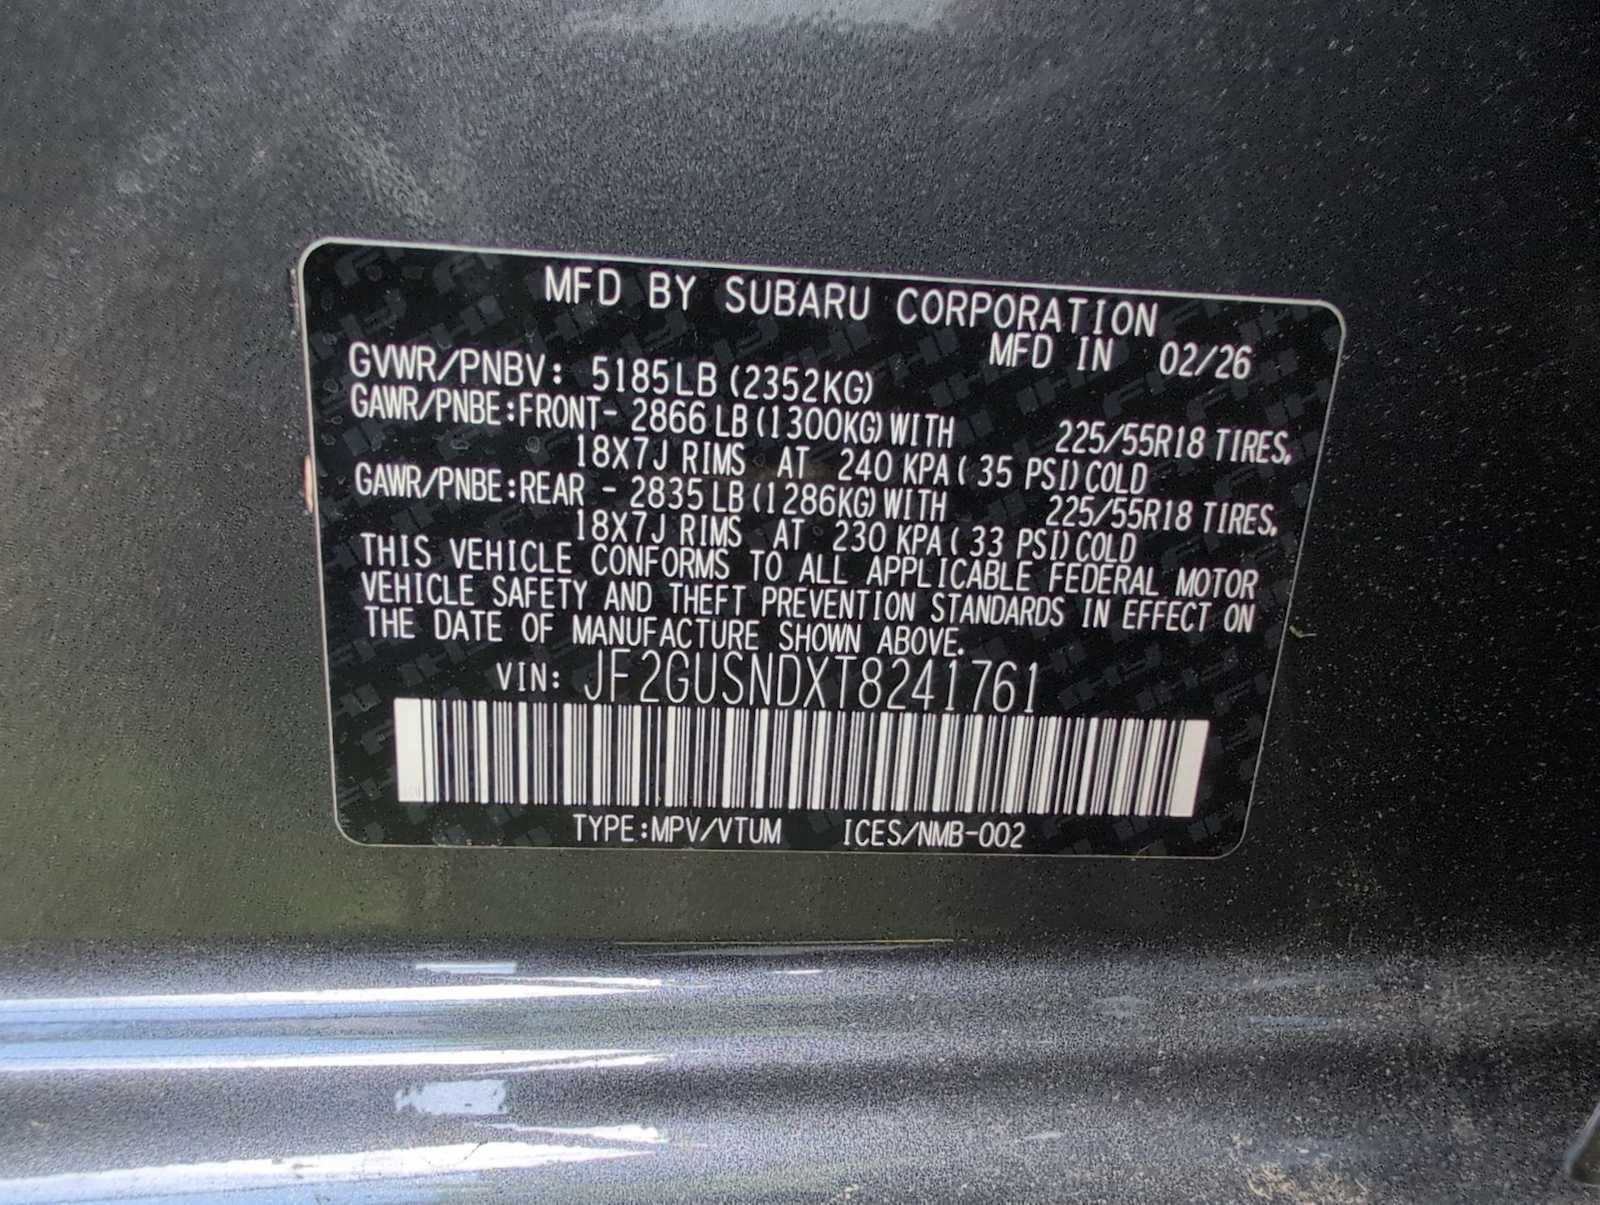 MFD BY SUBARU CORPORATION
MFD IN 02/26
GVWR/PNBV: 5185LB (2352KG)
GAWR/PNBE:FRONT- 2866 LB (1300KG) WITH 225/55R18 TIRES,
18X7J RIMS AT 240 KPA ( 35 PSI) COLD
GAWR/PNBE:REAR - 2835 LB (1286KG) WITH 225/55R18 TIRES,
18X7J RIMS AT 230 KPA ( 33 PSI) COLD
THIS VEHICLE CONFORMS TO ALL APPLICABLE FEDERAL MOTOR
VEHICLE SAFETY AND THEFT PREVENTION STANDARDS IN EFFECT ON
THE DATE OF MANUFACTURE SHOWN ABOVE.
VIN: JF2GUSNDXT8241761
TYPE:MPV/VTUM ICES/NMB-002